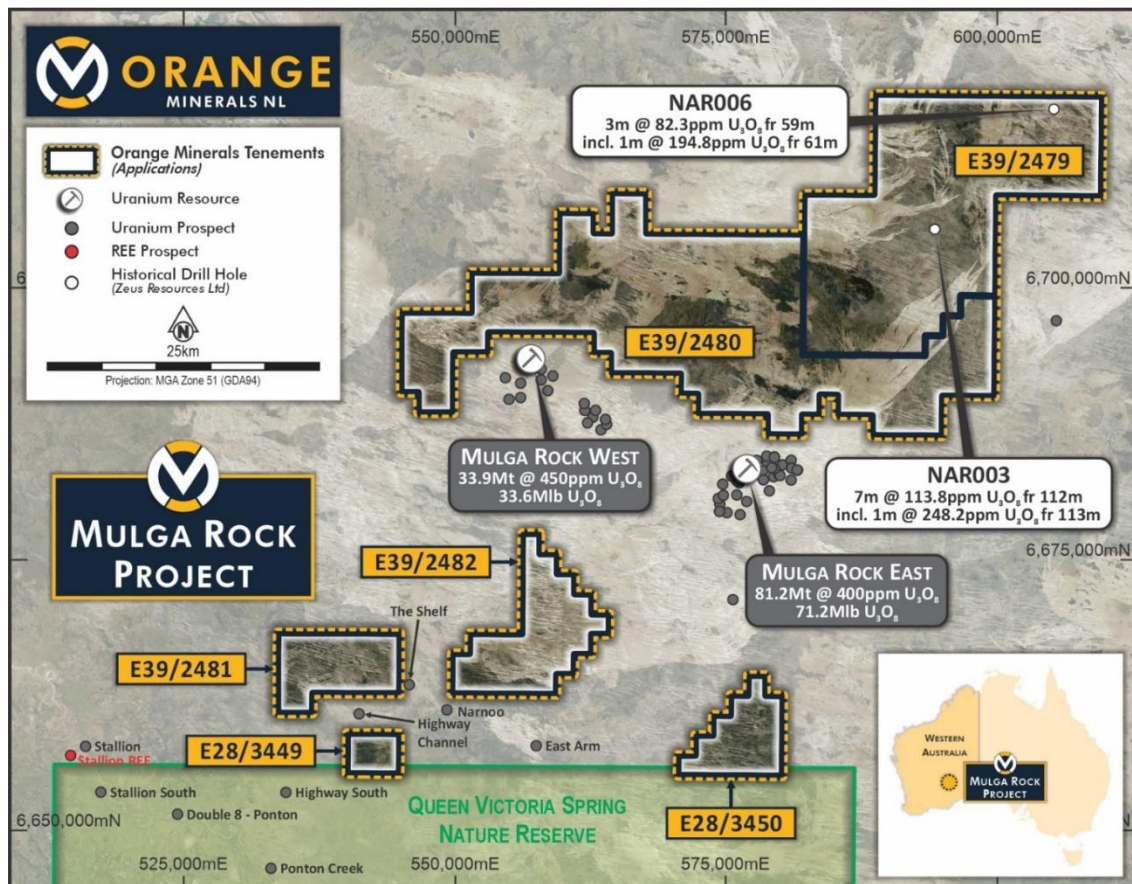 ORANGE
MINERALS NL
Orange Minerals Tenements
(Applications)
Uranium Resource
Uranium Prospect
REE Prospect
Historical Drill Hole
(Zeus Resources Ltd)
N
25km
Projection: MGA Zone 51 (GDA94)
550,000mE
575,000mE
600,000mE
NAR006
3m @ 82.3ppm U₃O₈ fr 59m
incl. 1m @ 194.8ppm U₃O₈ fr 61m
E39/2479
6,700,000mN
E39/2480
MULGA ROCK WEST
33.9Mt @ 450ppm U₃O₈
33.6Mlb U₃O₈
NAR003
7m @ 113.8ppm U₃O₈ fr 112m
incl. 1m @ 248.2ppm U₃O₈ fr 113m
MULGA ROCK
PROJECT
6,675,000mN
E39/2482
MULGA ROCK EAST
81.2Mt @ 400ppm U₃O₈
71.2Mlb U₃O₈
The Shelf
E39/2481
Highway
Channel
Narnoo
E28/3449
Stallion
Stallion REE
East Arm
Stallion South
Highway South
Double 8 - Ponton
QUEEN VICTORIA SPRING
NATURE RESERVE
E28/3450
6,650,000mN
525,000mE
550,000mE
575,000mE
Ponton Creek
WESTERN
AUSTRALIA
MULGA ROCK
PROJECT